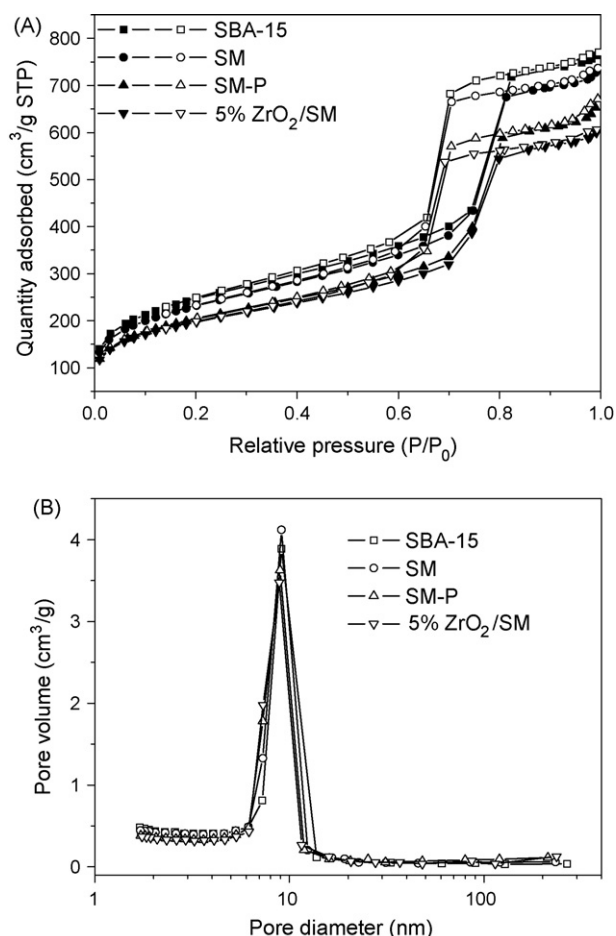 (A)
SBA-15
SM
SM-P
5% ZrO₂/SM
Quantity adsorbed (cm³/g STP)
800
700
600
500
400
300
200
100
0.0 0.2 0.4 0.6 0.8 1.0
Relative pressure (P/P₀)
(B)
SBA-15
SM
SM-P
5% ZrO₂/SM
Pore volume (cm³/g)
4
3
2
1
0
1 10 100
Pore diameter (nm)